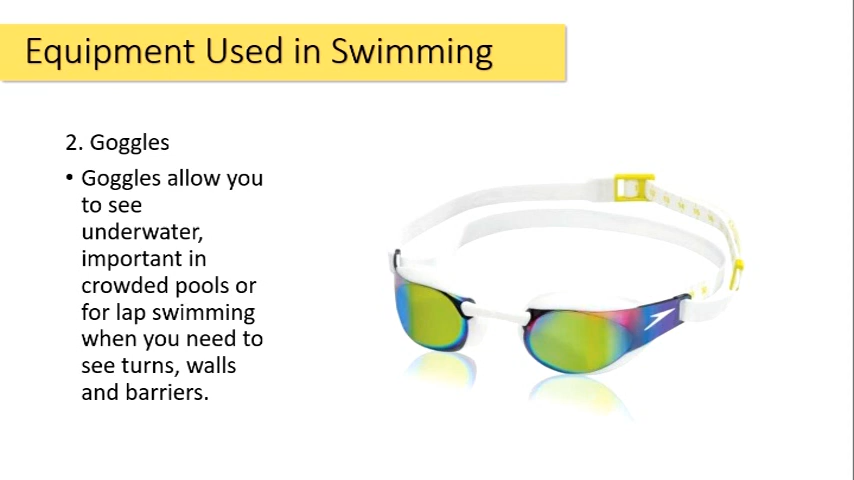 Equipment Used in Swimming
2. Goggles
• Goggles allow you
to see
underwater,
important in
crowded pools or
for lap swimming
when you need to
see turns, walls
and barriers.